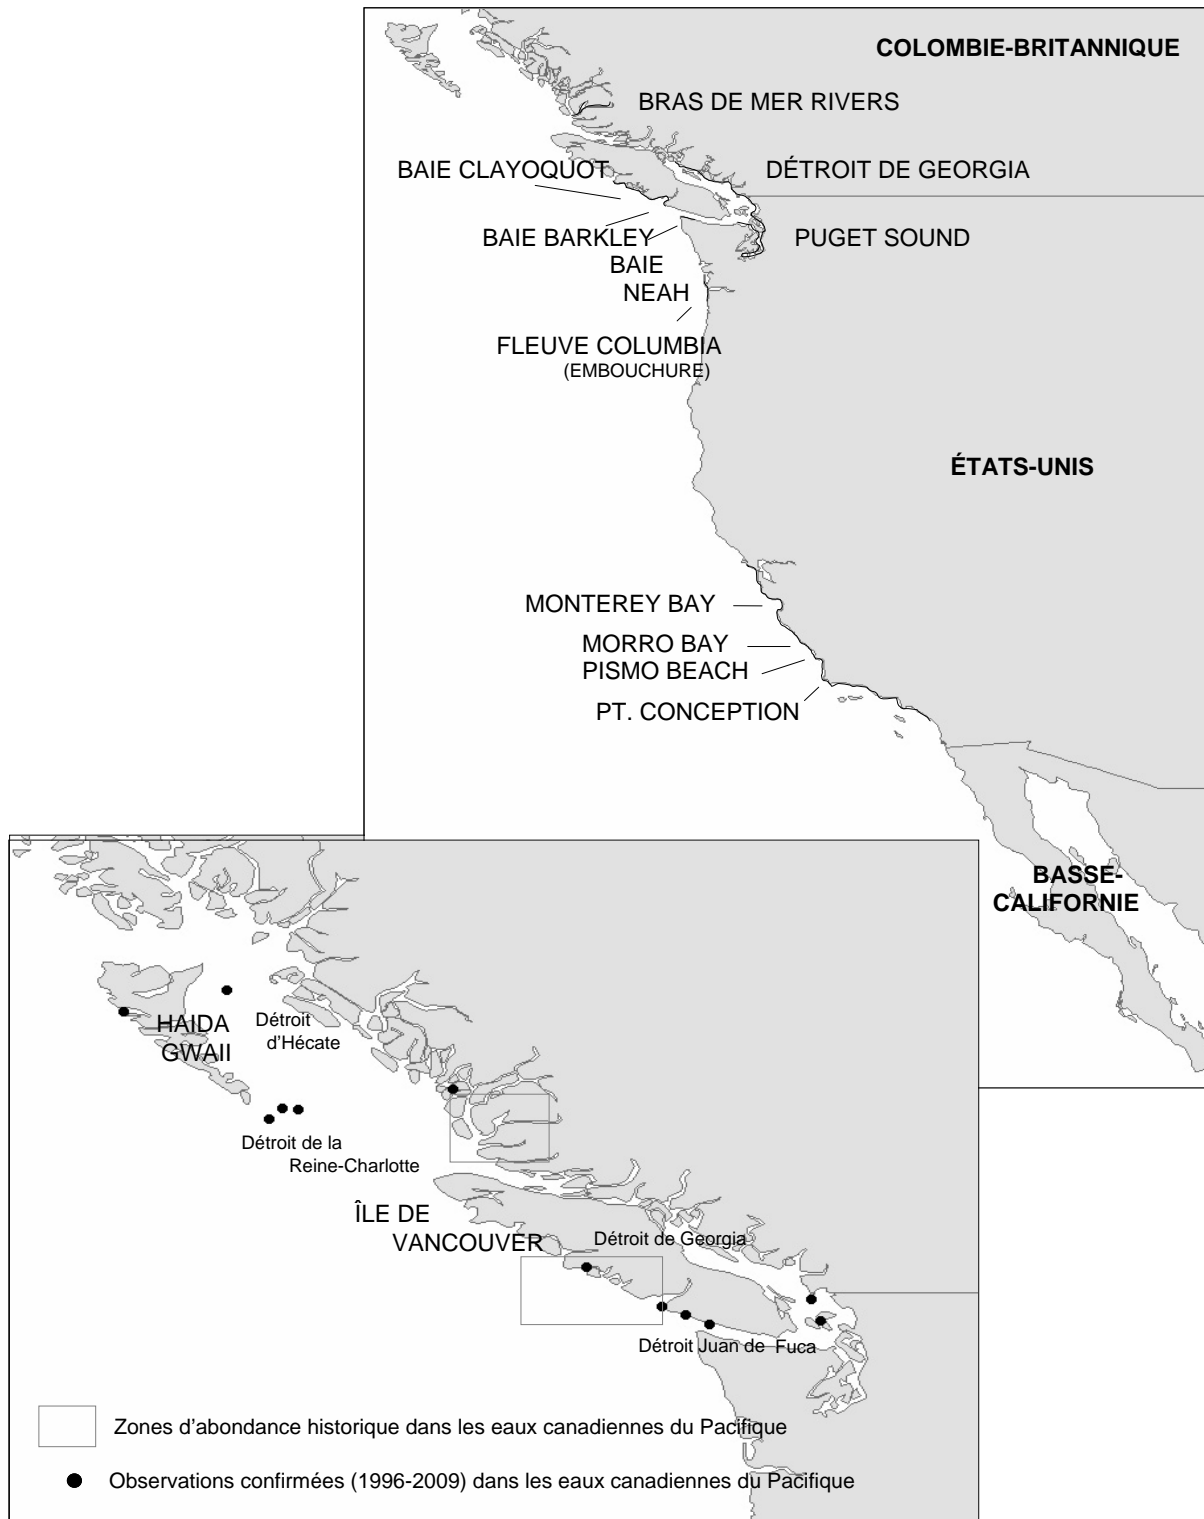 COLOMBIE-BRITANNIQUE
BRAS DE MER RIVERS
BAIE CLAYOQUOT
DÉTROIT DE GEORGIA
BAIE BARKLEY
PUGET SOUND
BAIE
NEAH
FLEUVE COLUMBIA
(EMBOUCHURE)
ÉTATS-UNIS
MONTEREY BAY
MORRO BAY
PISMO BEACH
PT. CONCEPTION
BASSE-
CALIFORNIE
HAIDA
GWAII
Détroit
d'Hécate
Détroit de la
Reine-Charlotte
ÎLE DE
VANCOUVER
Détroit de Georgia
Détroit Juan de Fuca
Zones d'abondance historique dans les eaux canadiennes du Pacifique
Observations confirmées (1996-2009) dans les eaux canadiennes du Pacifique